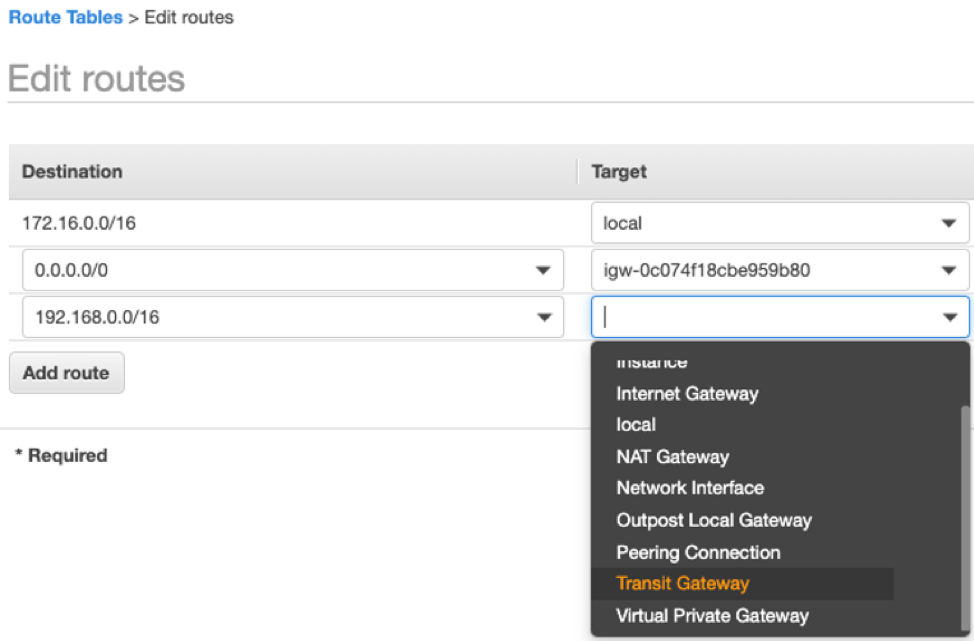 Route Tables > Edit routes
Edit routes
Destination Target
172.16.0.0/16 local
0.0.0.0/0 igw-0c074f18cbe959b80
192.168.0.0/16
Add route
Instance
Internet Gateway
local
NAT Gateway
Network Interface
Outpost Local Gateway
Peering Connection
Transit Gateway
Virtual Private Gateway
* Required